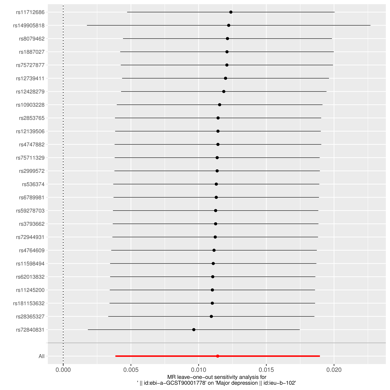 rs11712686
rs149905818
rs8079462
rs1887027
rs75727877
rs12739411
rs12428279
rs10903228
rs2853765
rs12139506
rs4747882
rs75711329
rs2999572
rs536374
rs6789981
rs59278703
rs3793662
rs72944931
rs4764609
rs11598494
rs62013832
rs11245200
rs181153632
rs28365327
rs72840831
All
0.000
0.005
0.010
0.015
0.020
MR leave−one−out sensitivity analysis for
' || id:ebi−a−GCST90001778' on 'Major depression || id:ieu−b−102'